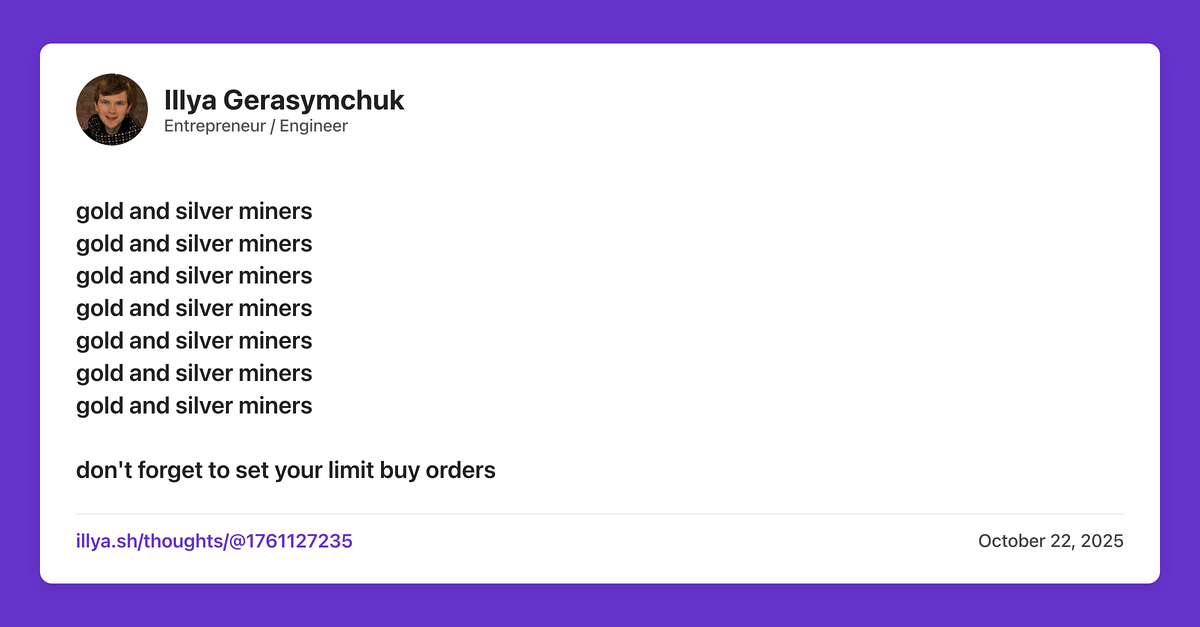 Illya Gerasymchuk
Entrepreneur / Engineer
gold and silver miners
gold and silver miners
gold and silver miners
gold and silver miners
gold and silver miners
gold and silver miners
gold and silver miners
don't forget to set your limit buy orders
illya.sh/thoughts/@1761127235
October 22, 2025